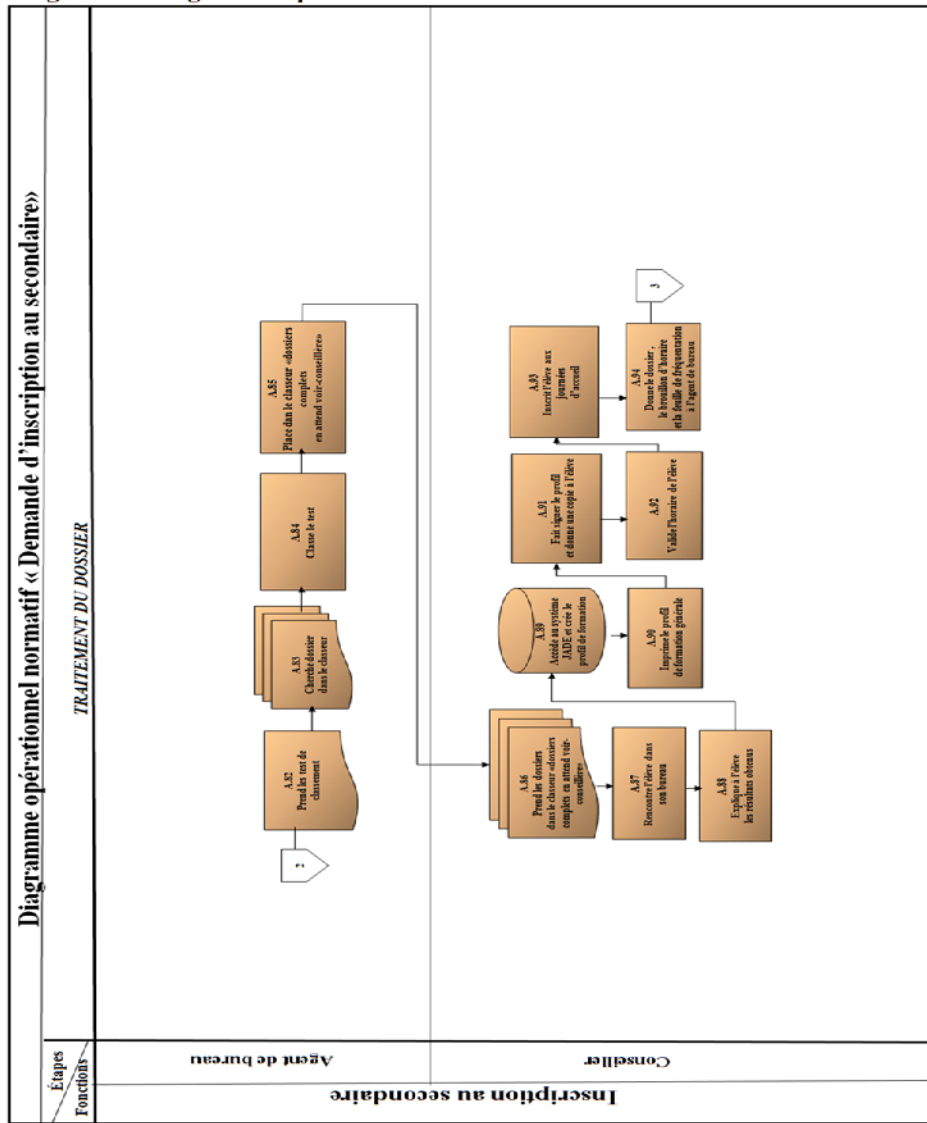 Diagramme opérationnel normatif « Demande d'inscription au secondaire»
Étapes
Fonctions
TRAITEMENT DU DOSSIER
Inscription au secondaire
Agent de bureau
2
A.82
Prend les test de
classement
A.83
Cherche dossier
dans le classeur
A.84
Classe le test
A.85
Place dan le classeur «dossiers
complets
en attend voir-conseillère»
Conseiller
A.86
Prend les dossiers
dans le classeur «dossiers
complets en attend voir-
conseillère»
A.87
Rencontre l'élève dans
son bureau
A.88
Explique à l'élève
les résultats obtenus
A.89
Accède au système
JADE et crée le
profil de formation
A.90
Imprime le profil
de formation générale
A.91
Fait signer le profil
et donne une copie à l'élève
A.92
Valide l'horaire de l'élève
A.93
Inscrit l'élève aux
journées
d'accueil
A.94
Donne le dossier ,
le brouillon d'horaire
et la feuille de fréquentation
à l'agent de bureau
3